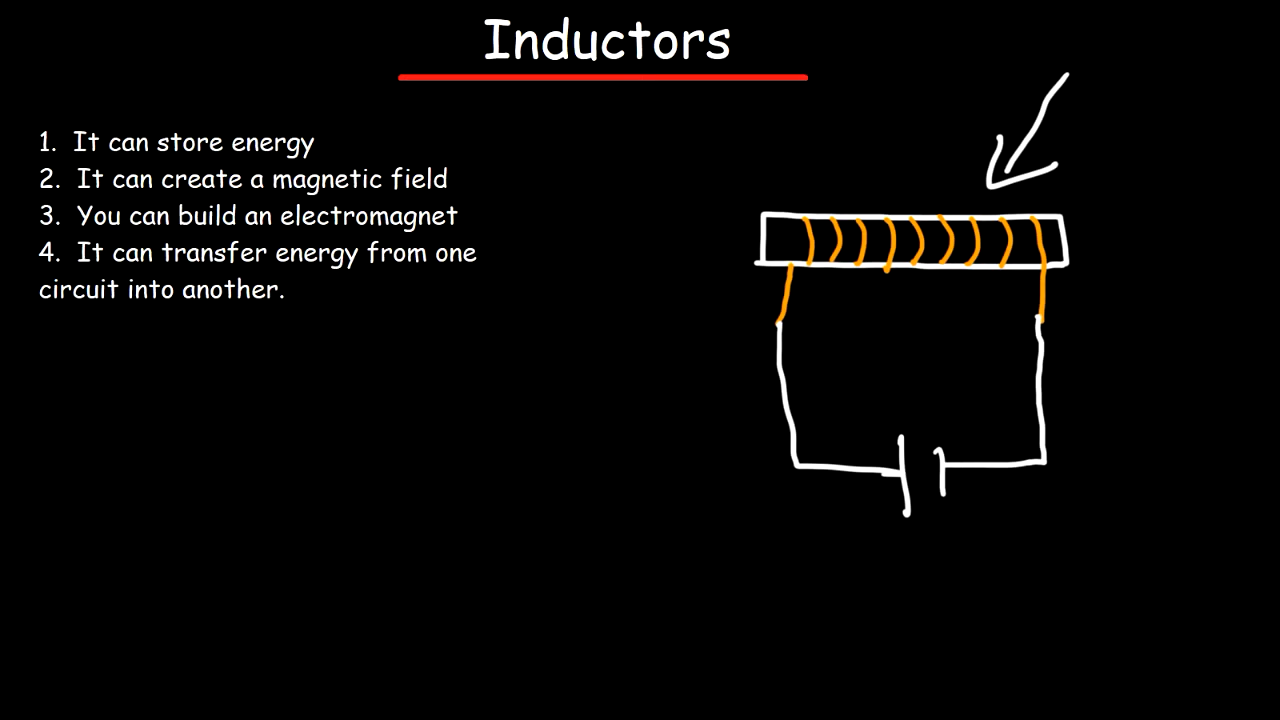 Inductors
1. It can store energy
2. It can create a magnetic field
3. You can build an electromagnet
4. It can transfer energy from one
circuit into another.